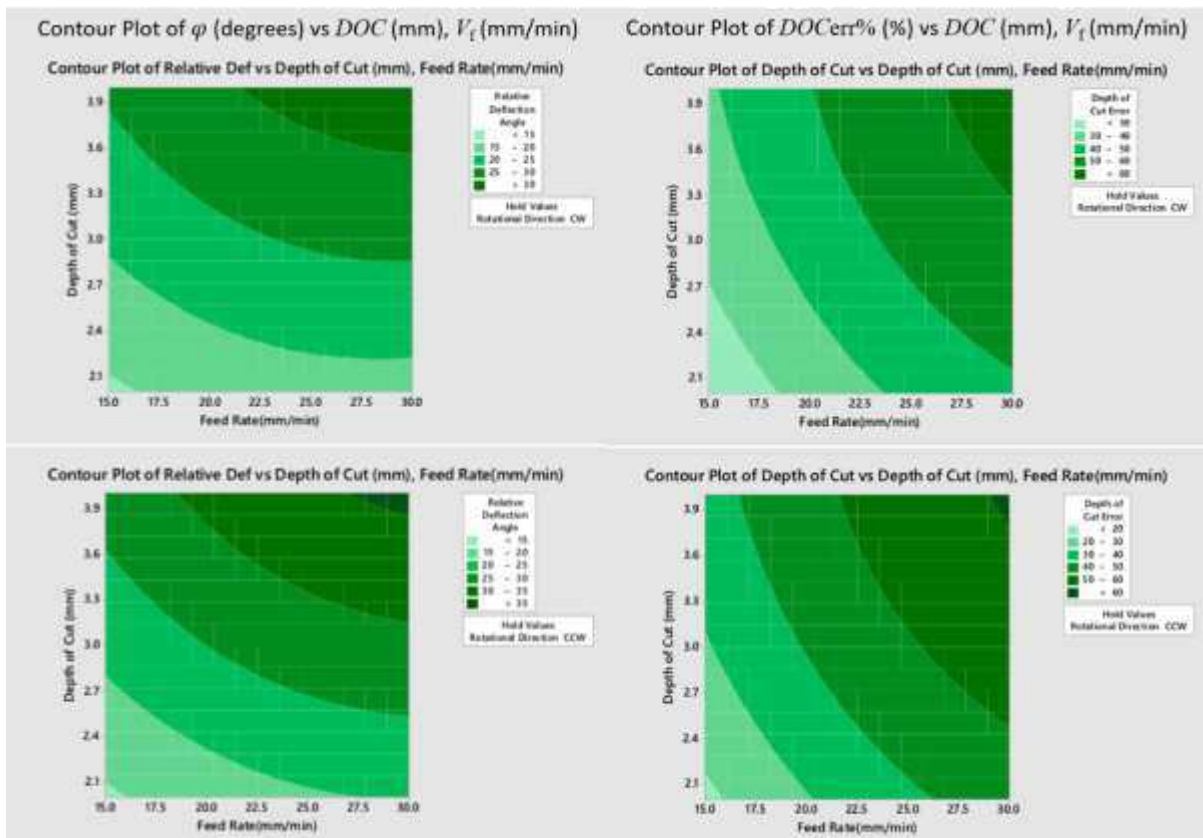 Contour Plot of φ (degrees) vs DOC (mm), Vf (mm/min)
Contour Plot of DOCerr% (%) vs DOC (mm), Vf (mm/min)
Contour Plot of Relative Def vs Depth of Cut (mm), Feed Rate(mm/min)
3.9
3.6
3.3
3.0
2.7
2.4
2.1
Depth of Cut (mm)
15.0 17.5 20.0 22.5 25.0 27.5 30.0
Feed Rate(mm/min)
Relative
Deflection
Angle
< 15
15 – 20
20 – 25
25 – 30
> 30
Hold Values
Rotational Direction CW
Contour Plot of Depth of Cut vs Depth of Cut (mm), Feed Rate(mm/min)
3.9
3.6
3.3
3.0
2.7
2.4
2.1
Depth of Cut (mm)
15.0 17.5 20.0 22.5 25.0 27.5 30.0
Feed Rate(mm/min)
Depth of
Cut Error
< 30
30 – 40
40 – 50
50 – 60
> 60
Hold Values
Rotational Direction CW
Contour Plot of Relative Def vs Depth of Cut (mm), Feed Rate(mm/min)
3.9
3.6
3.3
3.0
2.7
2.4
2.1
Depth of Cut (mm)
15.0 17.5 20.0 22.5 25.0 27.5 30.0
Feed Rate(mm/min)
Relative
Deflection
Angle
< 15
15 – 20
20 – 25
25 – 30
30 – 35
> 35
Hold Values
Rotational Direction CCW
Contour Plot of Depth of Cut vs Depth of Cut (mm), Feed Rate(mm/min)
3.9
3.6
3.3
3.0
2.7
2.4
2.1
Depth of Cut (mm)
15.0 17.5 20.0 22.5 25.0 27.5 30.0
Feed Rate(mm/min)
Depth of
Cut Error
< 20
20 – 30
30 – 40
40 – 50
50 – 60
> 60
Hold Values
Rotational Direction CCW